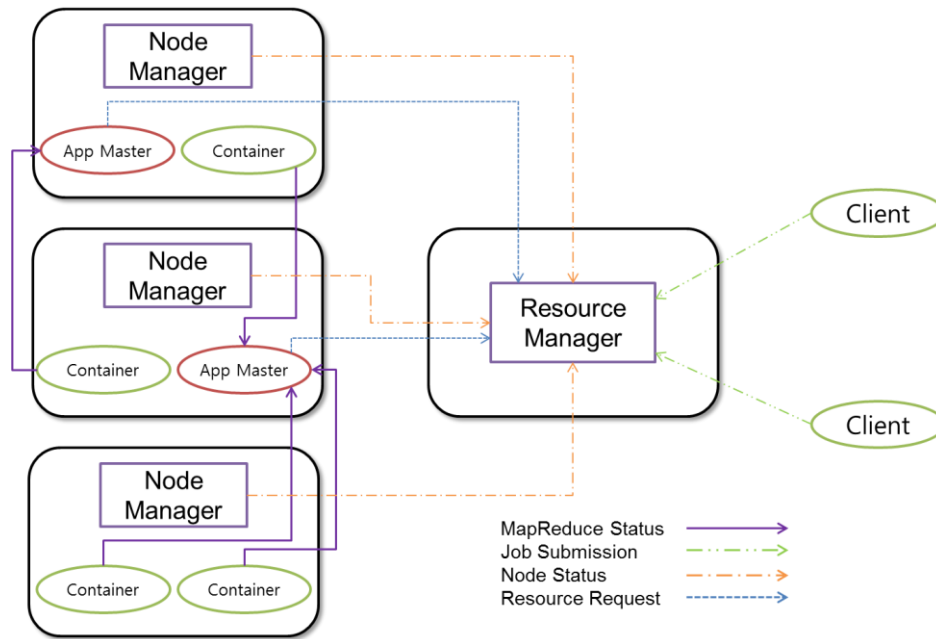 Node
Manager
App Master
Container
Node
Manager
Container
App Master
Node
Manager
Container
Container
Resource
Manager
Client
Client
MapReduce Status
Job Submission
Node Status
Resource Request